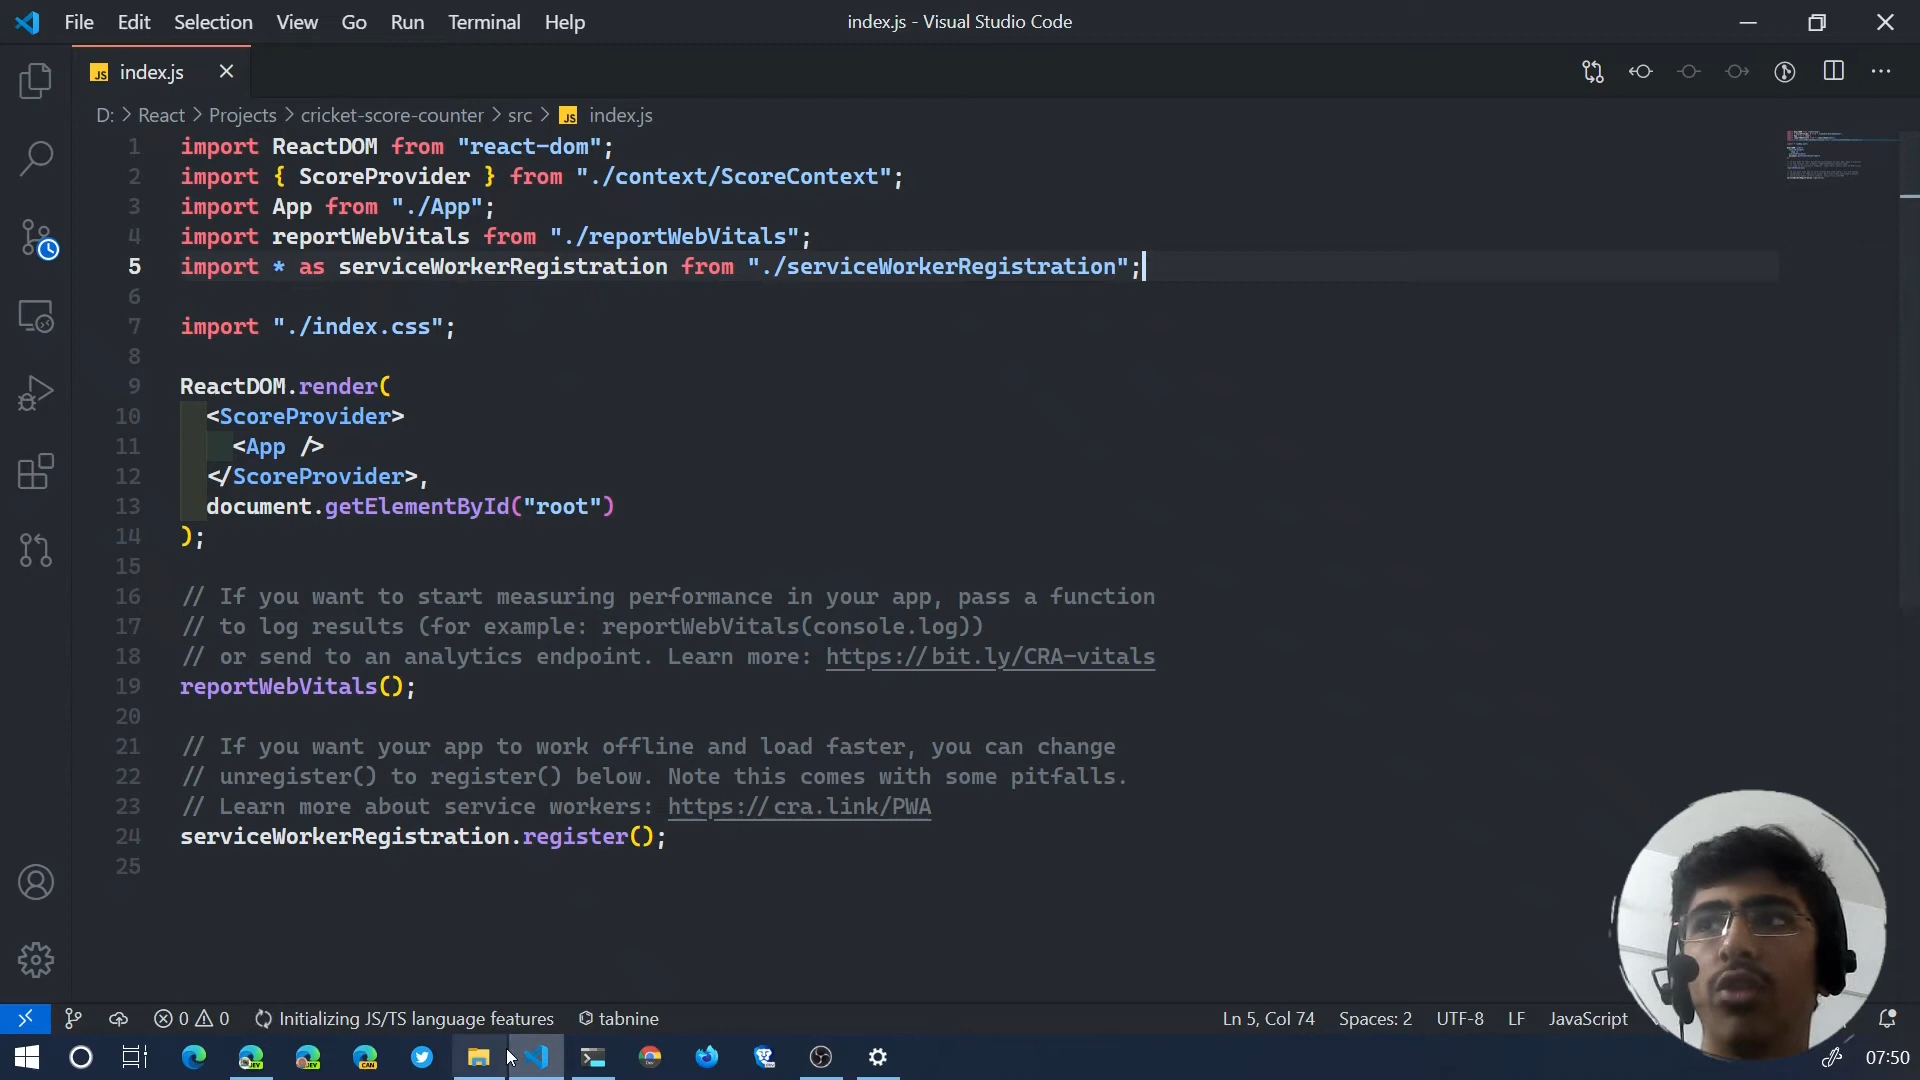 File Edit Selection View Go Run Terminal Help
index.js - Visual Studio Code
JS index.js
D: > React > Projects > cricket-score-counter > src > JS index.js
1 import ReactDOM from "react-dom";
2 import { ScoreProvider } from "./context/ScoreContext";
3 import App from "./App";
4 import reportWebVitals from "./reportWebVitals";
5 import * as serviceWorkerRegistration from "./serviceWorkerRegistration";
6
7 import "./index.css";
8
9 ReactDOM.render(
10 <ScoreProvider>
11 <App />
12 </ScoreProvider>,
13 document.getElementById("root")
14 );
15
16 // If you want to start measuring performance in your app, pass a function
17 // to log results (for example: reportWebVitals(console.log))
18 // or send to an analytics endpoint. Learn more: https://bit.ly/CRA-vitals
19 reportWebVitals();
20
21 // If you want your app to work offline and load faster, you can change
22 // unregister() to register() below. Note this comes with some pitfalls.
23 // Learn more about service workers: https://cra.link/PWA
24 serviceWorkerRegistration.register();
25
0 0 Initializing JS/TS language features tabnine Ln 5, Col 74 Spaces: 2 UTF-8 LF JavaScript
DEV DEV CAN Dev 07:50